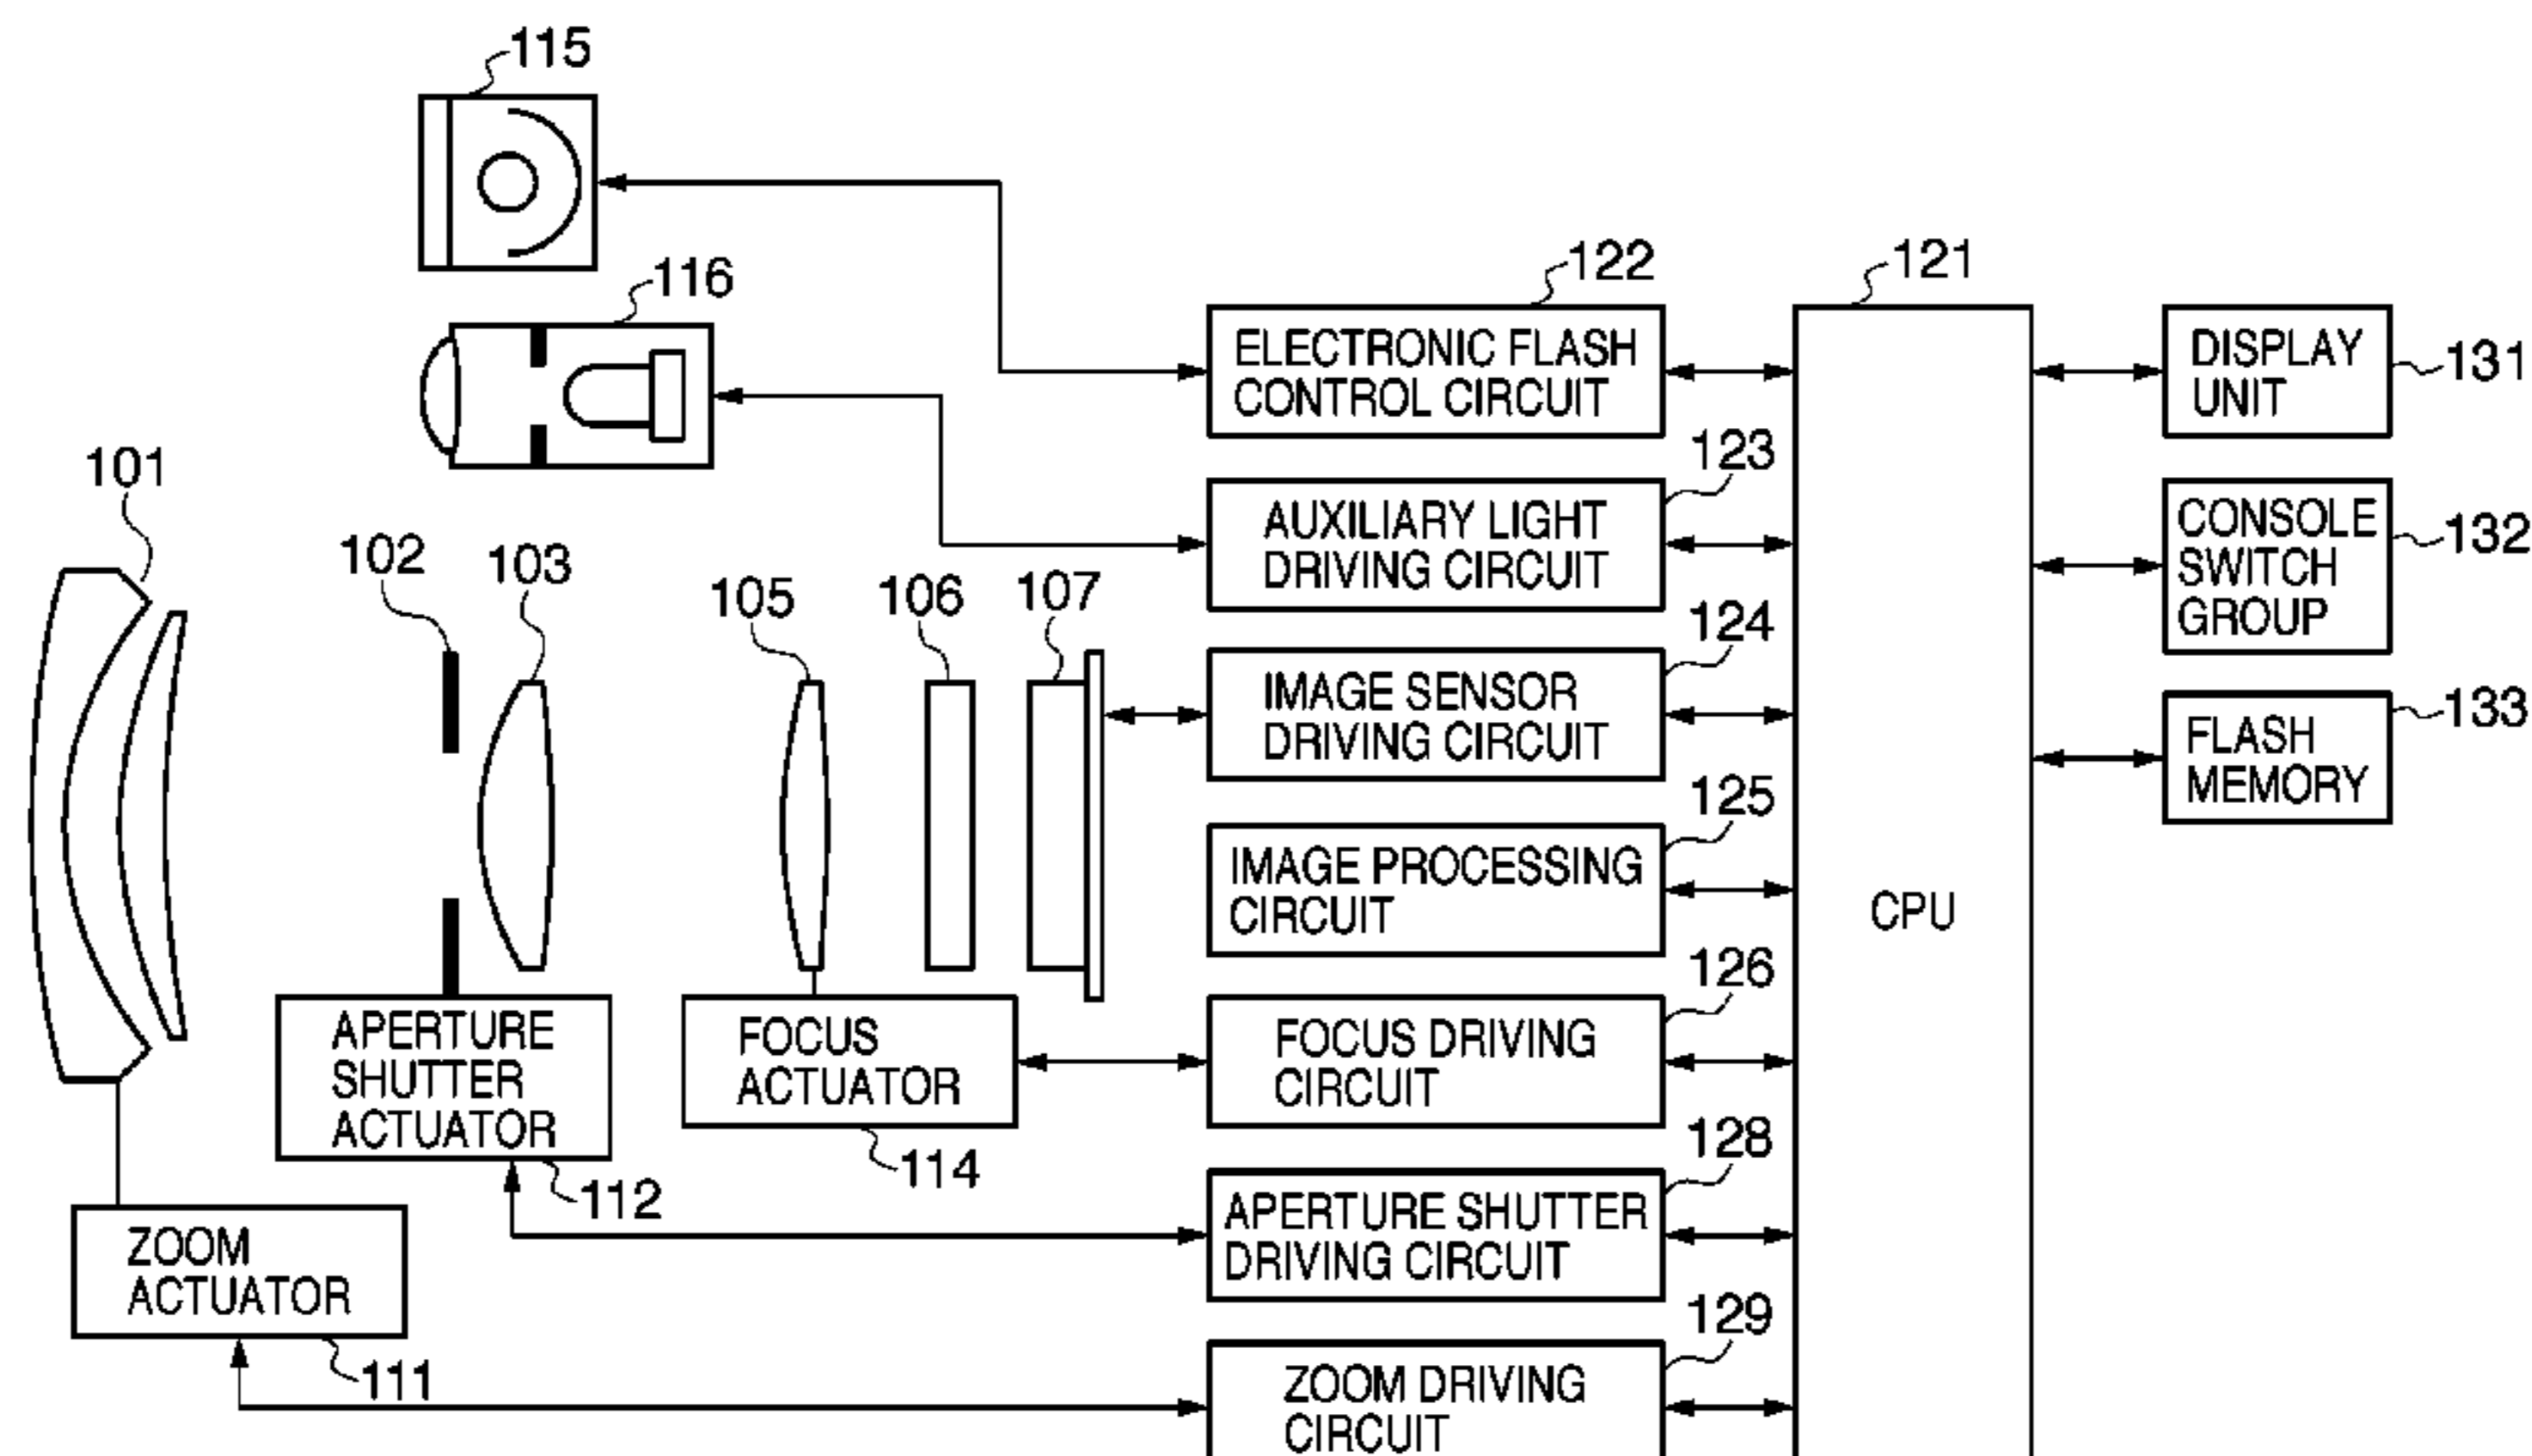 115
116
122
121
ELECTRONIC FLASH
CONTROL CIRCUIT
DISPLAY
UNIT
131
101
123
102
103
AUXILIARY LIGHT
DRIVING CIRCUIT
CONSOLE
SWITCH
GROUP
132
105
106
107
124
IMAGE SENSOR
DRIVING CIRCUIT
133
FLASH
MEMORY
125
IMAGE PROCESSING
CIRCUIT
CPU
126
APERTURE
SHUTTER
ACTUATOR
FOCUS
ACTUATOR
FOCUS DRIVING
CIRCUIT
128
114
112
APERTURE SHUTTER
DRIVING CIRCUIT
ZOOM
ACTUATOR
129
111
ZOOM DRIVING
CIRCUIT